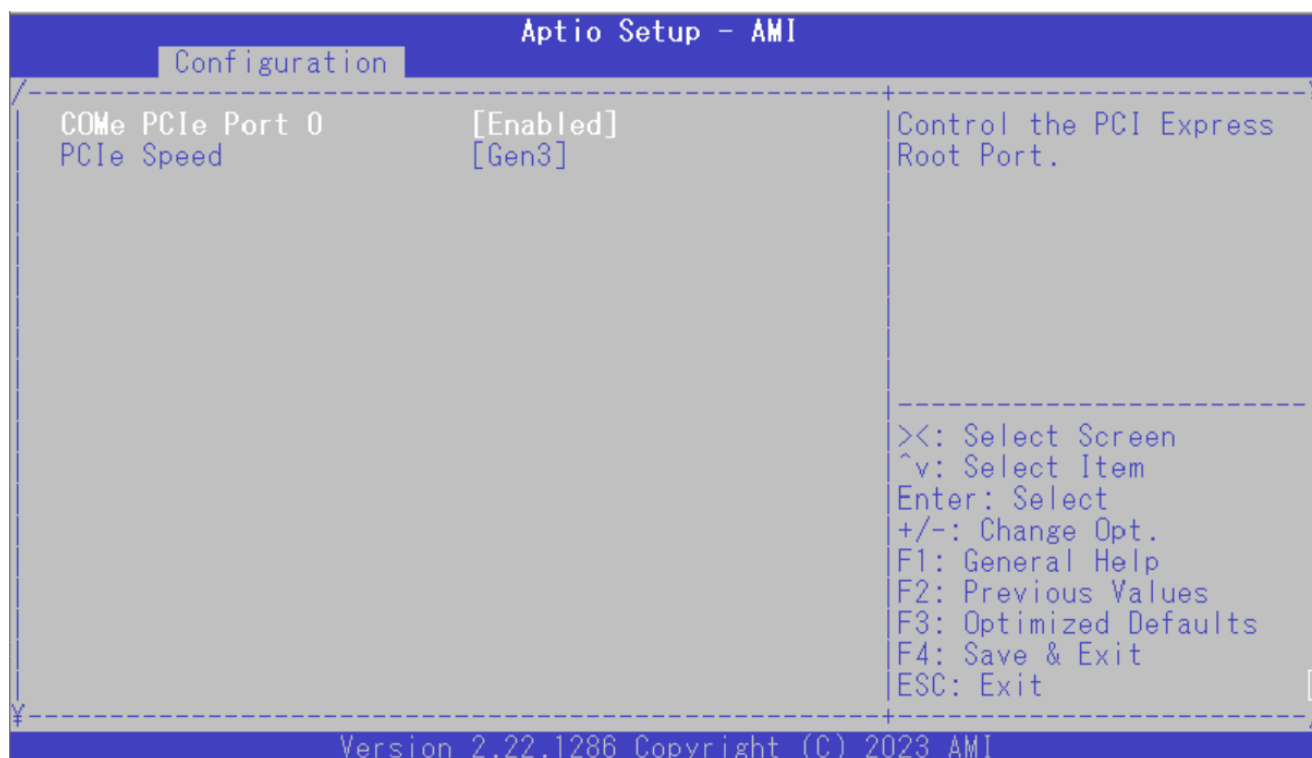 Aptio Setup - AMI
Configuration
COMe PCIe Port 0 [Enabled]
PCIe Speed [Gen3]
Control the PCI Express
Root Port.
><: Select Screen
^v: Select Item
Enter: Select
+/-: Change Opt.
F1: General Help
F2: Previous Values
F3: Optimized Defaults
F4: Save & Exit
ESC: Exit
Version 2.22.1286 Copyright (C) 2023 AMI